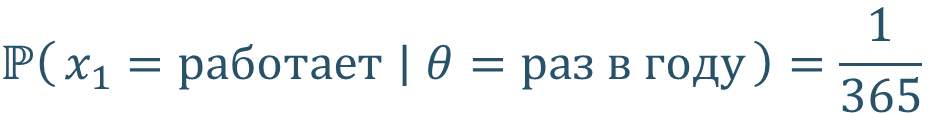 ℙ( x₁ = работает | θ = раз в году ) = 1/365